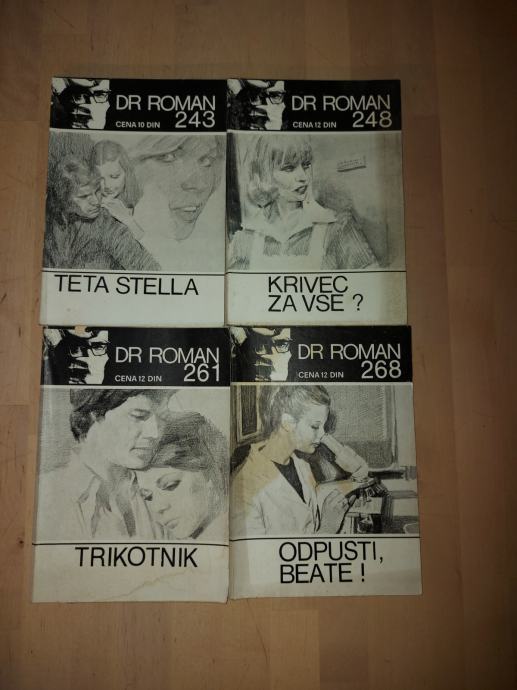 DR ROMAN
CENA 10 DIN 243
TETA STELLA
DR ROMAN
CENA 12 DIN 248
KRIVEC
ZA VSE ?
DR ROMAN
CENA 12 DIN 261
TRIKOTNIK
DR ROMAN
CENA 12 DIN 268
ODPUSTI,
BEATE !